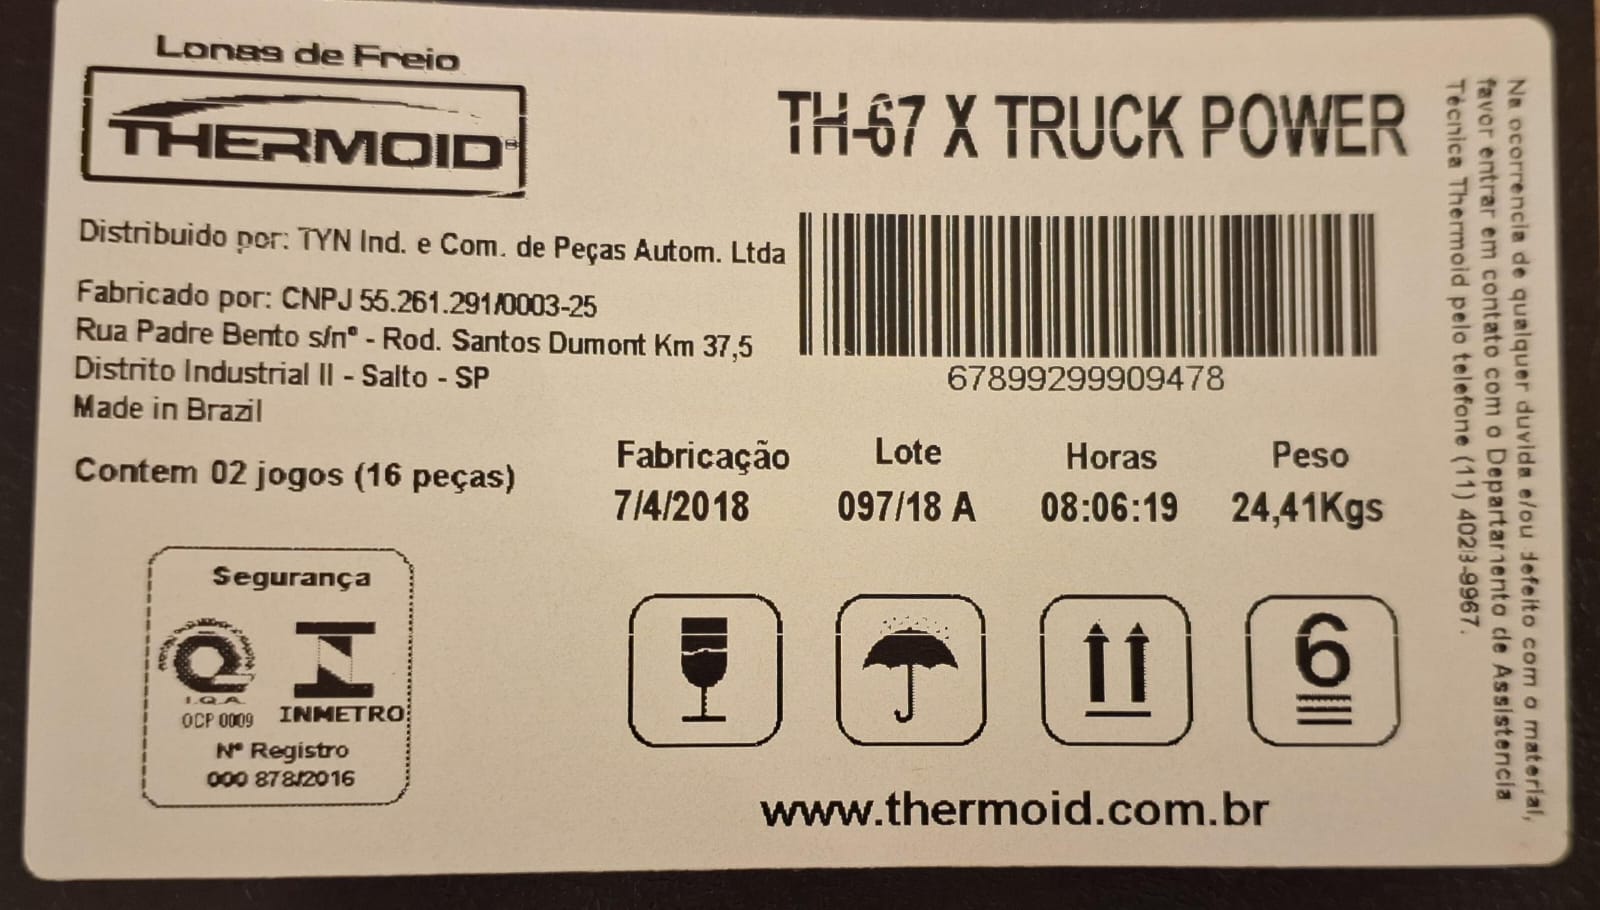 Lonas de Freio
THERMOID®
TH-67 X TRUCK POWER
Distribuido por: TYN Ind. e Com. de Peças Autom. Ltda
Fabricado por: CNPJ 55.261.291/0003-25
Rua Padre Bento s/nº - Rod. Santos Dumont Km 37,5
Distrito Industrial II - Salto - SP
Made in Brazil
67899299909478
Contem 02 jogos (16 peças)
Fabricação Lote Horas Peso
7/4/2018 097/18 A 08:06:19 24,41Kgs
Segurança
I.Q.A
OCP 0009 INMETRO
Nº Registro
000 878/2016
6
www.thermoid.com.br
Na ocorrencia de qualquer duvida e/ou defeito com o material,
favor entrar em contato com o Departamento de Assistencia
Técnica Thermoid pelo telefone (11) 4028-9967.